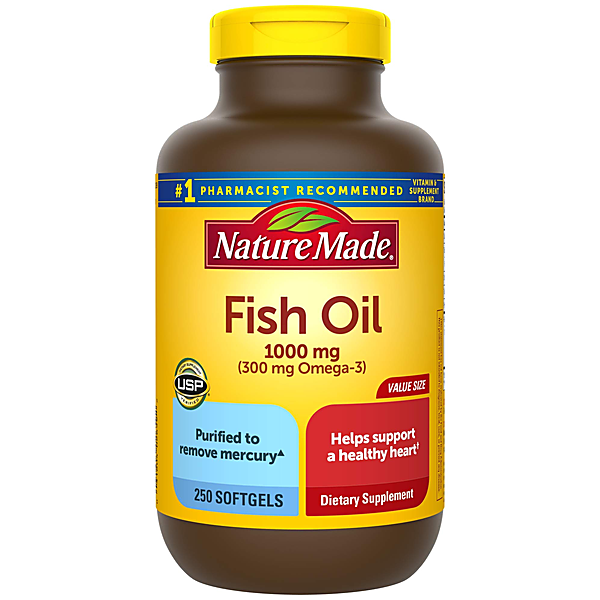 #1 PHARMACIST RECOMMENDED VITAMIN & SUPPLEMENT BRAND
Nature Made®
Fish Oil
1000 mg
(300 mg Omega-3)
VALUE SIZE
USP
VERIFIED
Purified to
remove mercury▲
250 SOFTGELS
Helps support
a healthy heart†
Dietary Supplement